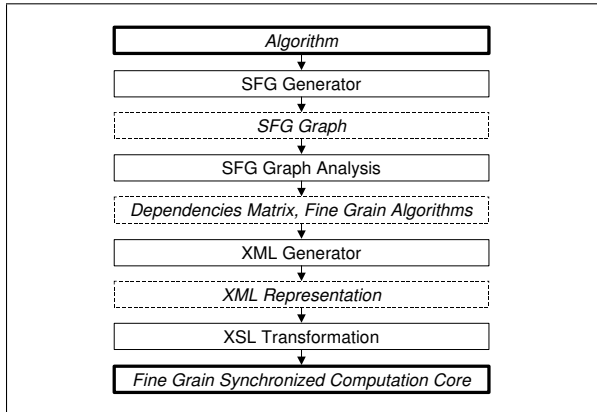 Algorithm
SFG Generator
SFG Graph
SFG Graph Analysis
Dependencies Matrix, Fine Grain Algorithms
XML Generator
XML Representation
XSL Transformation
Fine Grain Synchronized Computation Core